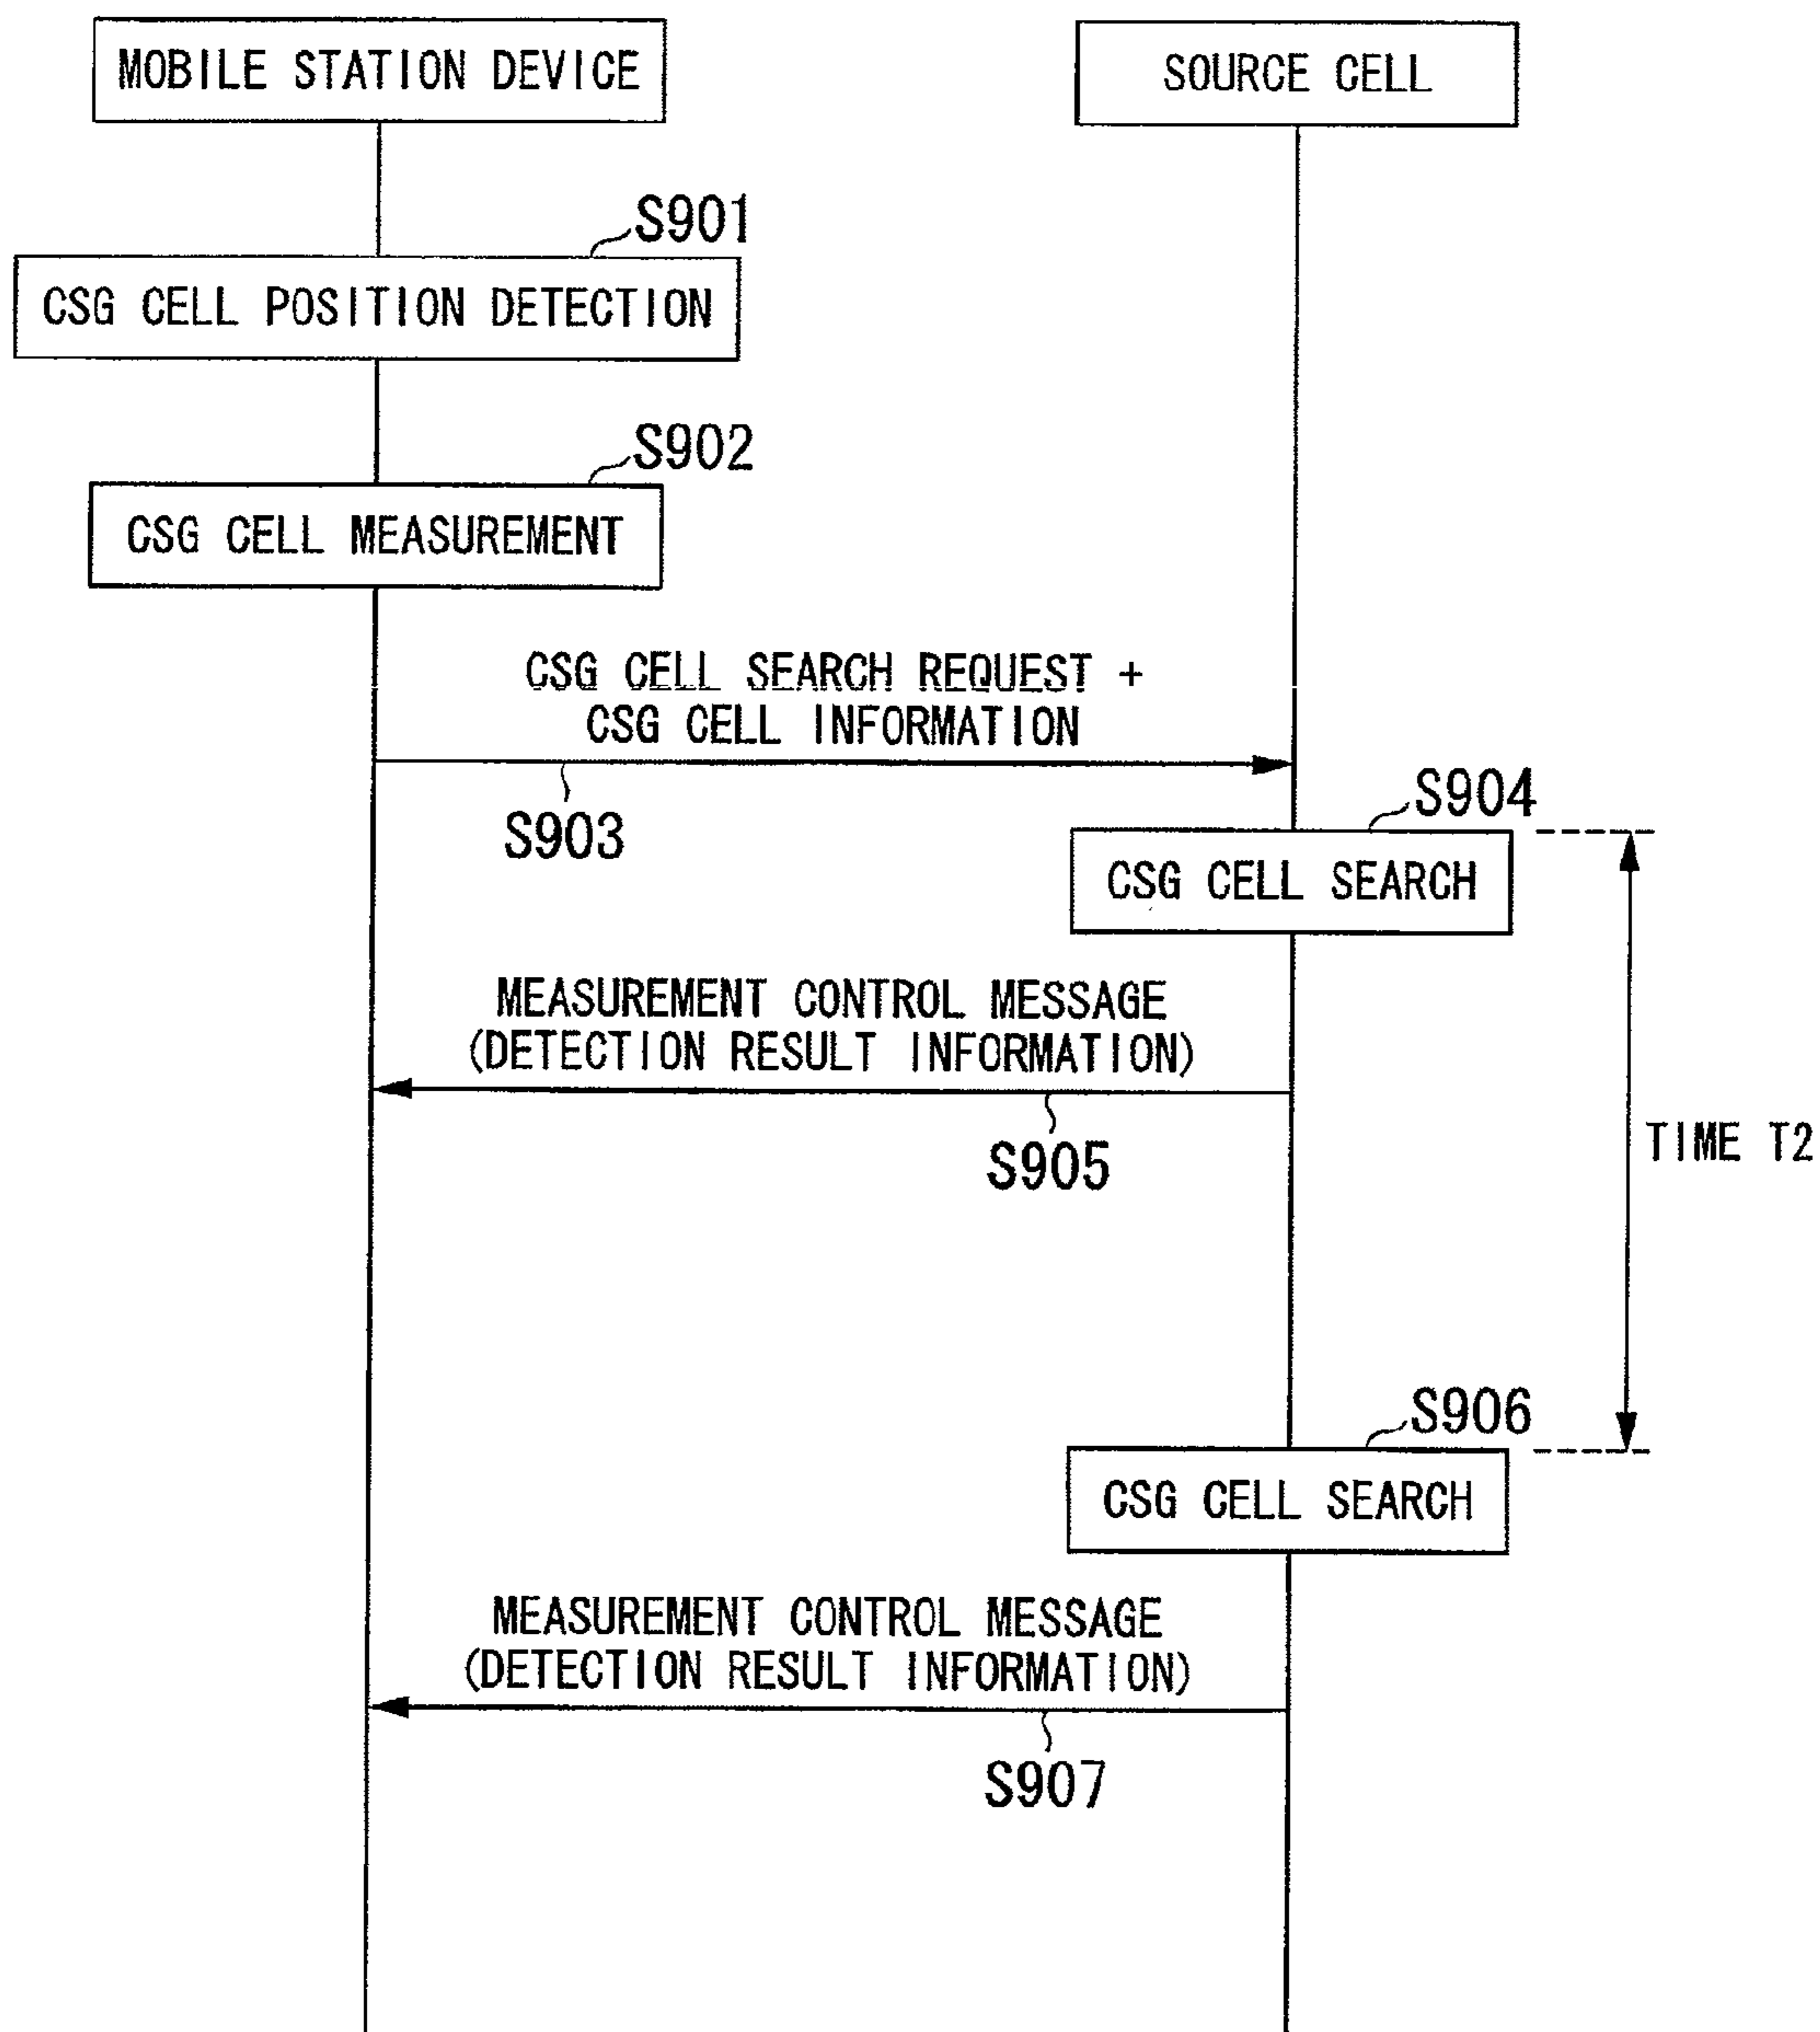 MOBILE STATION DEVICE
SOURCE CELL
S901
CSG CELL POSITION DETECTION
S902
CSG CELL MEASUREMENT
CSG CELL SEARCH REQUEST +
CSG CELL INFORMATION
S903
S904
CSG CELL SEARCH
MEASUREMENT CONTROL MESSAGE
(DETECTION RESULT INFORMATION)
S905
TIME T2
S906
CSG CELL SEARCH
MEASUREMENT CONTROL MESSAGE
(DETECTION RESULT INFORMATION)
S907